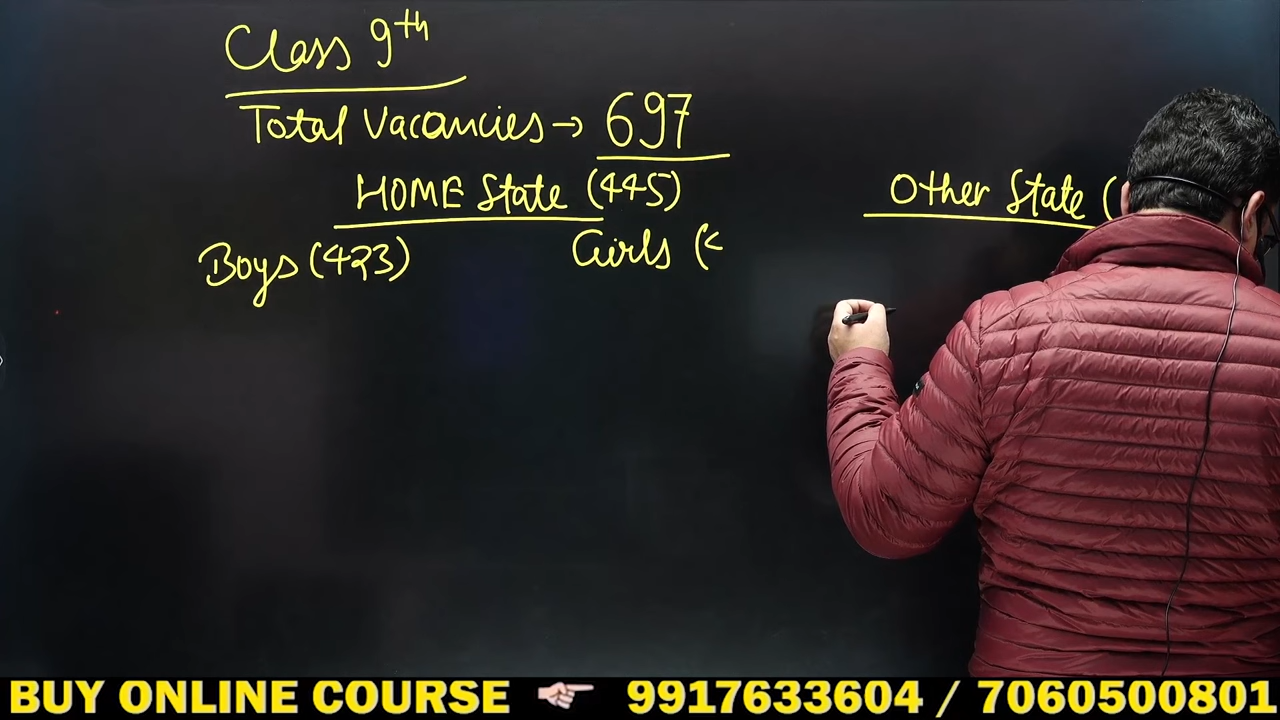 Class 9th
Total Vacancies → 697
HOME State (445)
Other State (
Boys (423)
Girls (
BUY ONLINE COURSE 9917633604 / 7060500801